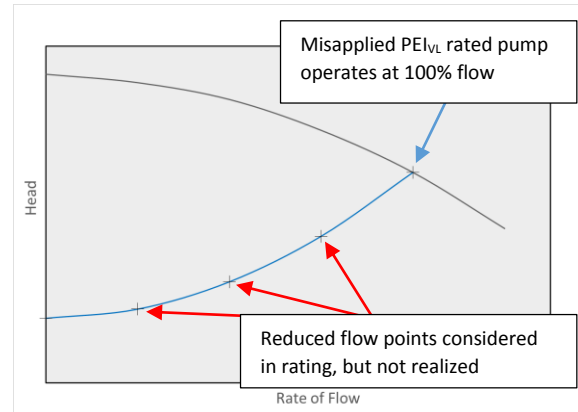 Misapplied PEIVL rated pump
operates at 100% flow
Head
Reduced flow points considered
in rating, but not realized
Rate of Flow